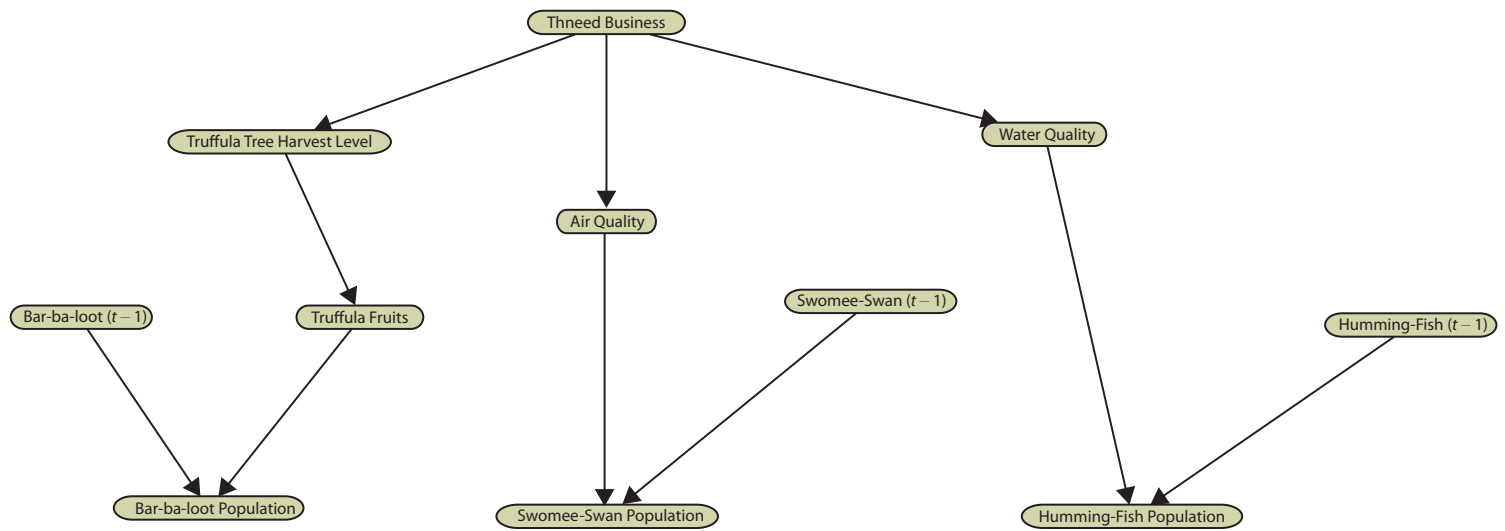 Thneed Business
Truffula Tree Harvest Level
Water Quality
Air Quality
Swomee-Swan (t – 1)
Bar-ba-loot (t – 1)
Truffula Fruits
Humming-Fish (t – 1)
Bar-ba-loot Population
Swomee-Swan Population
Humming-Fish Population